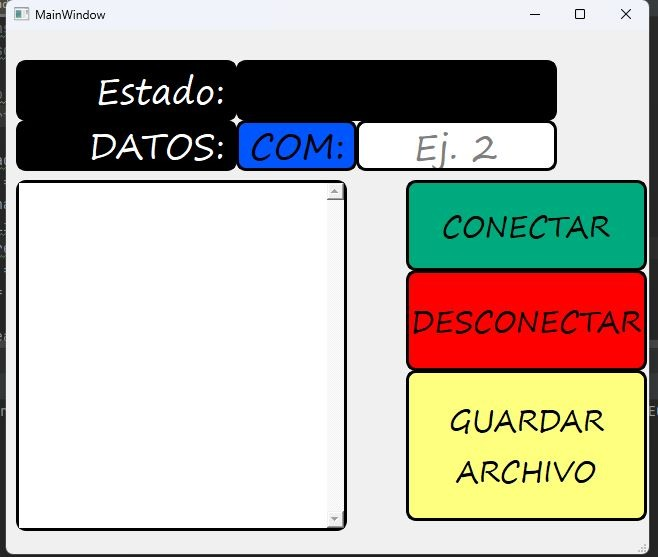 MainWindow
Estado:
DATOS: COM: Ej. 2
CONECTAR
DESCONECTAR
GUARDAR
ARCHIVO